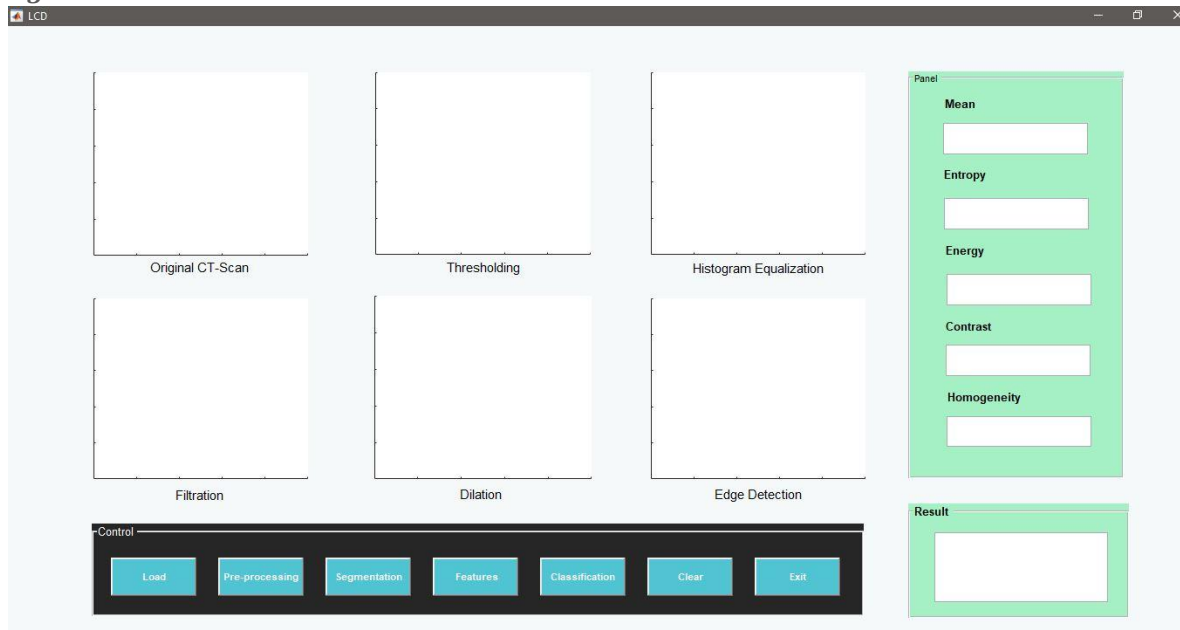 LCD
Original CT-Scan
Thresholding
Histogram Equalization
Filtration
Dilation
Edge Detection
Control
Load
Pre-processing
Segmentation
Features
Classification
Clear
Exit
Panel
Mean
Entropy
Energy
Contrast
Homogeneity
Result